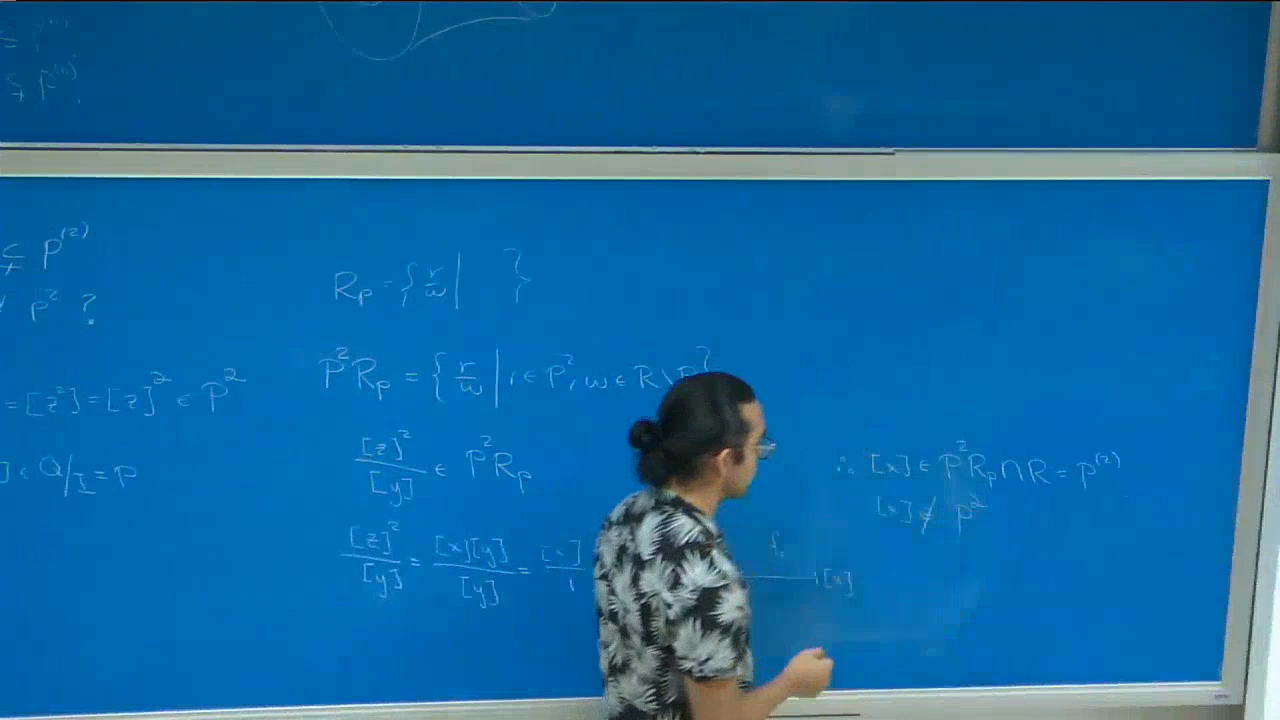 ⊊ P⁽²⁾
P² ?
= [z²] = [z]² ∈ P²
] ∈ Q/I = P
R_P = { r/w | }
P²R_P = { r/w | r ∈ P², w ∈ R \ P }
[z]²/[y] ∈ P²R_P
[z]²/[y] = [x][y]/[y] = [x]/1
[x]
∴ [x] ∈ P²R_P ∩ R = P⁽²⁾
[x] ∉ P²